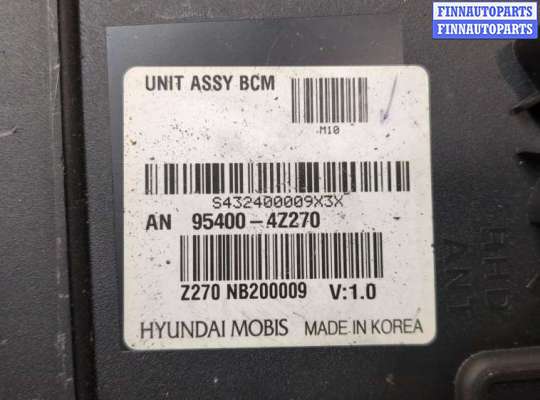 FINNAUTOPARTS
FINNAUTOPARTS
UNIT ASSY BCM
M10
S432400009X3X
AN 95400-4Z270
Z270 NB200009 V:1.0
HYUNDAI MOBIS MADE IN KOREA
ANT